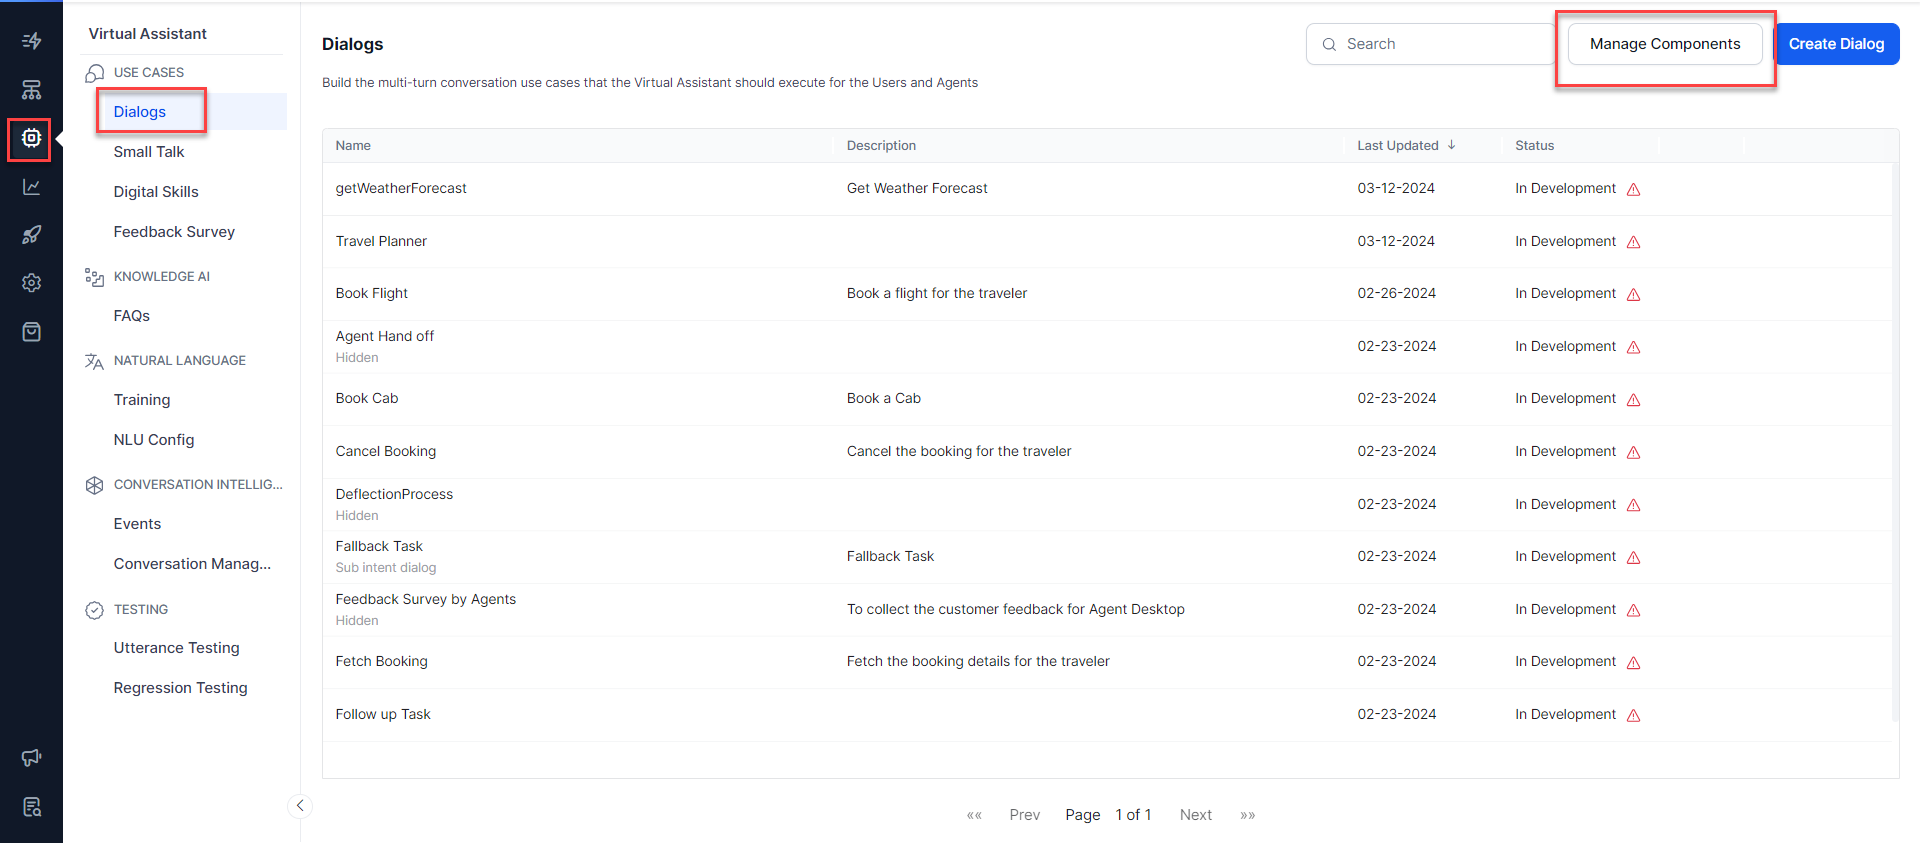 Virtual Assistant
USE CASES
Dialogs
Small Talk
Digital Skills
Feedback Survey
KNOWLEDGE AI
FAQs
NATURAL LANGUAGE
Training
NLU Config
CONVERSATION INTELLIG...
Events
Conversation Manag...
TESTING
Utterance Testing
Regression Testing
Dialogs
Search
Manage Components
Create Dialog
Build the multi-turn conversation use cases that the Virtual Assistant should execute for the Users and Agents
Name Description Last Updated ↓ Status
getWeatherForecast Get Weather Forecast 03-12-2024 In Development
Travel Planner 03-12-2024 In Development
Book Flight Book a flight for the traveler 02-26-2024 In Development
Agent Hand off 02-23-2024 In Development
Hidden
Book Cab Book a Cab 02-23-2024 In Development
Cancel Booking Cancel the booking for the traveler 02-23-2024 In Development
DeflectionProcess 02-23-2024 In Development
Hidden
Fallback Task Fallback Task 02-23-2024 In Development
Sub intent dialog
Feedback Survey by Agents To collect the customer feedback for Agent Desktop 02-23-2024 In Development
Hidden
Fetch Booking Fetch the booking details for the traveler 02-23-2024 In Development
Follow up Task 02-23-2024 In Development
«« Prev Page 1 of 1 Next »»